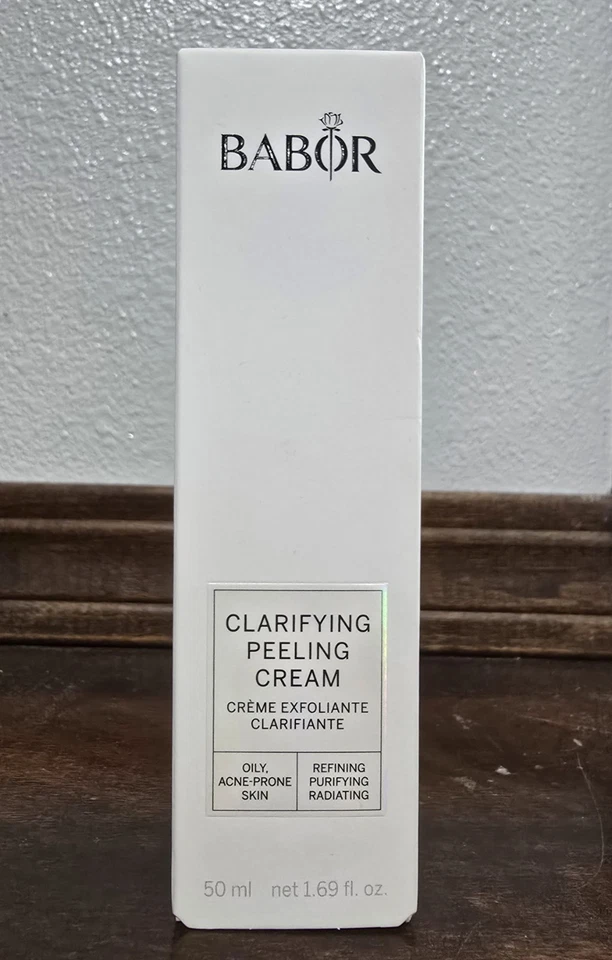 BABOR
CLARIFYING
PEELING
CREAM
CRÈME EXFOLIANTE
CLARIFIANTE
OILY,
ACNE-PRONE
SKIN
REFINING
PURIFYING
RADIATING
50 ml net 1.69 fl. oz.